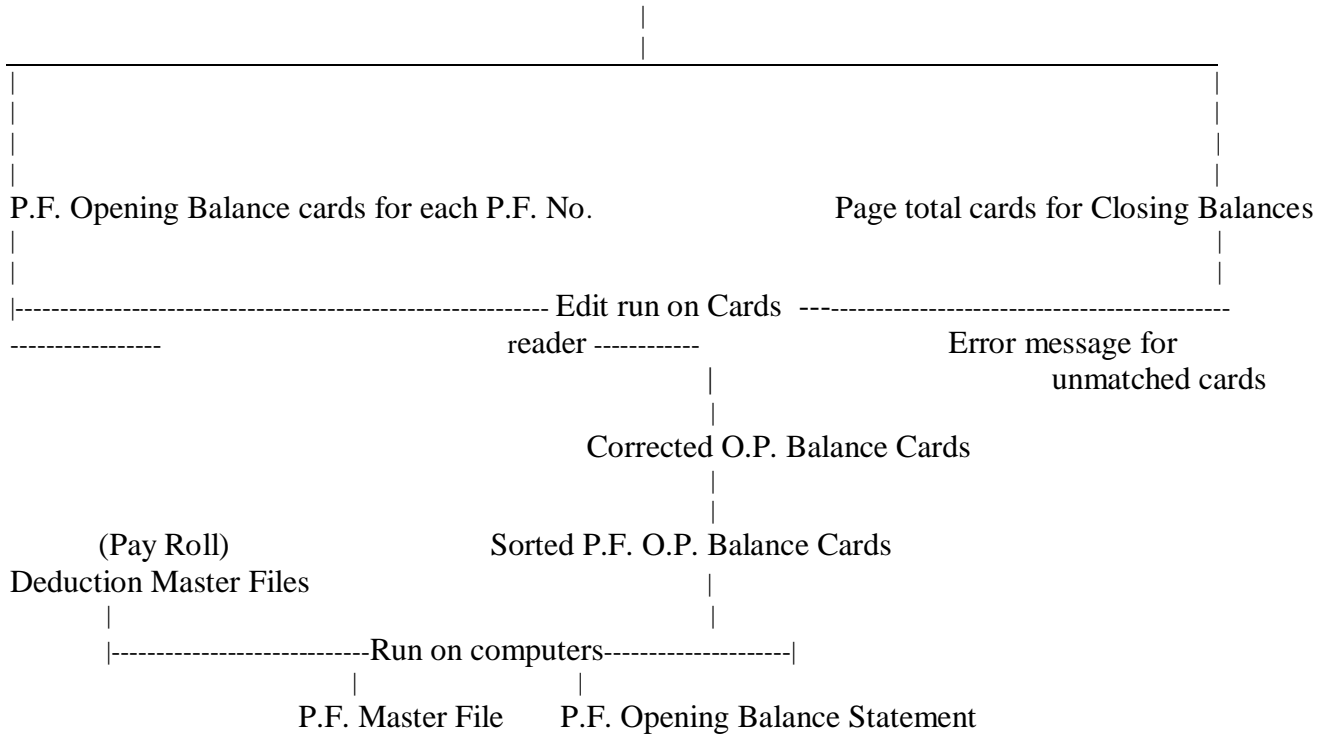 P.F. Opening Balance cards for each P.F. No. Page total cards for Closing Balances
Edit run on Cards
reader Error message for
unmatched cards
Corrected O.P. Balance Cards
(Pay Roll) Sorted P.F. O.P. Balance Cards
Deduction Master Files
Run on computers
P.F. Master File P.F. Opening Balance Statement